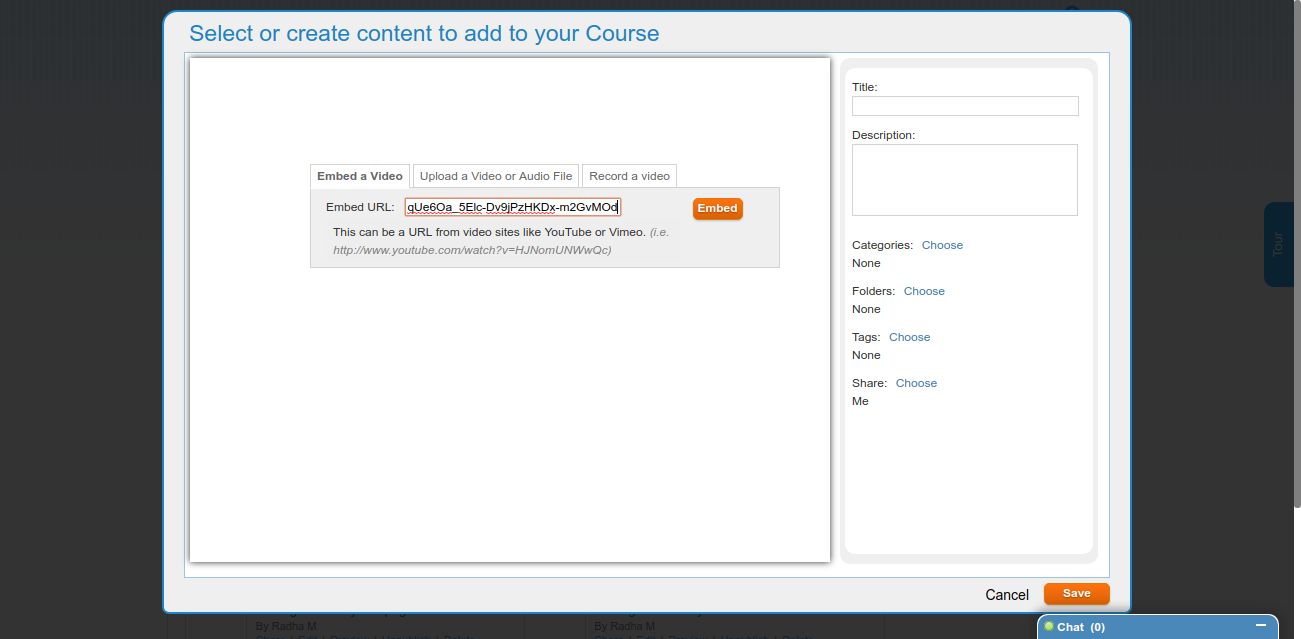 Select or create content to add to your Course
Embed a Video
Upload a Video or Audio File
Record a video
Embed URL: qUe6Oa_5Elc-Dv9jPzHKDx-m2GvMOd
Embed
This can be a URL from video sites like YouTube or Vimeo. (i.e.
http://www.youtube.com/watch?v=HJNomUNWwQc)
Title:
Description:
Categories: Choose
None
Folders: Choose
None
Tags: Choose
None
Share: Choose
Me
Tour
Cancel
Save
By Radha M
By Radha M
Chat (0)